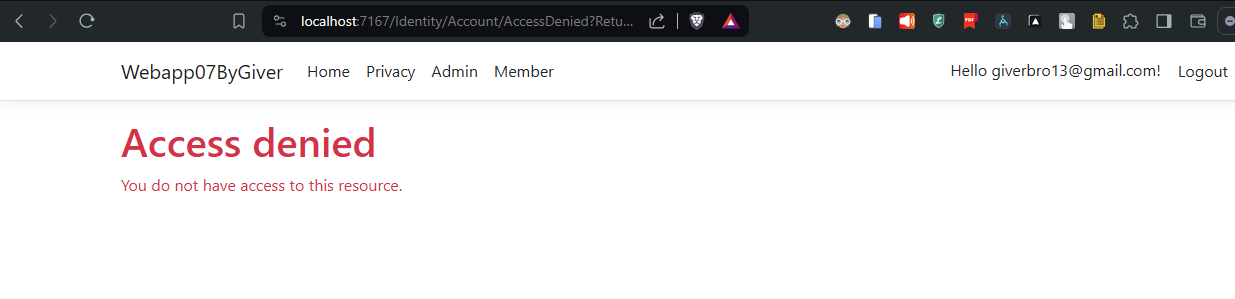 localhost:7167/Identity/Account/AccessDenied?Retu...
Webapp07ByGiver Home Privacy Admin Member Hello giverbro13@gmail.com! Logout
Access denied
You do not have access to this resource.